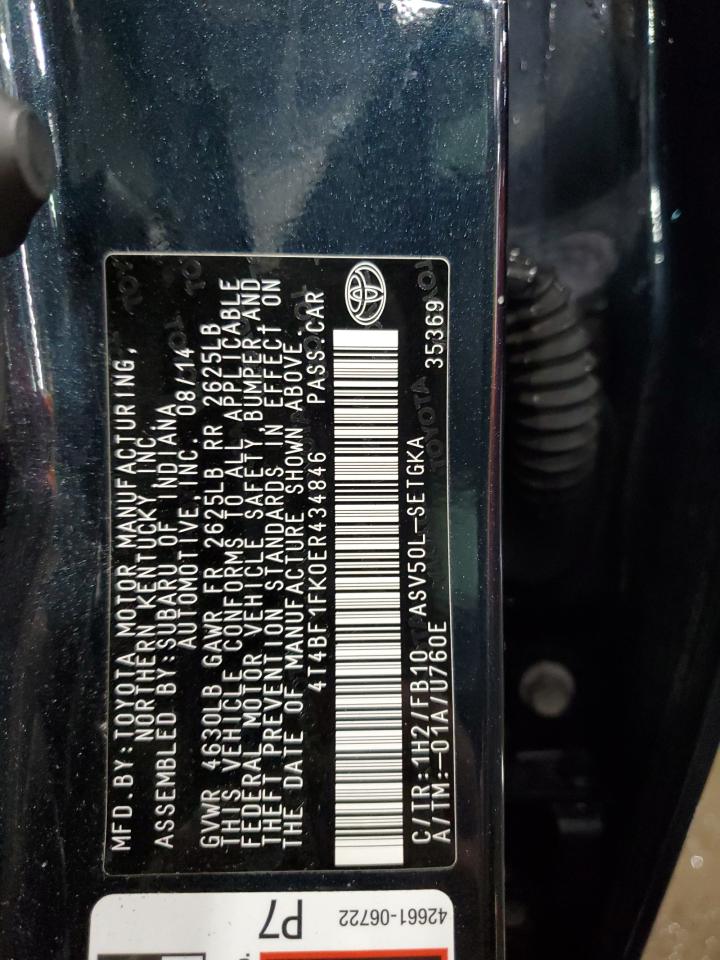 MFD.BY:TOYOTA MOTOR MANUFACTURING,
NORTHERN KENTUCKY,INC.
ASSEMBLED BY:SUBARU OF INDIANA
AUTOMOTIVE,INC. 08/14
GVWR 4630LB GAWR FR 2625LB RR 2625LB
THIS VEHICLE CONFORMS TO ALL APPLICABLE
FEDERAL MOTOR VEHICLE SAFETY,BUMPER,AND
THEFT PREVENTION STANDARDS IN EFFECT ON
THE DATE OF MANUFACTURE SHOWN ABOVE.
4T4BF1FK0ER434846 PASS.CAR
C/TR:1H2/FB10 ASV50L-SETGKA 35369
A/TM:-01A/U760E
42661-06722
P7